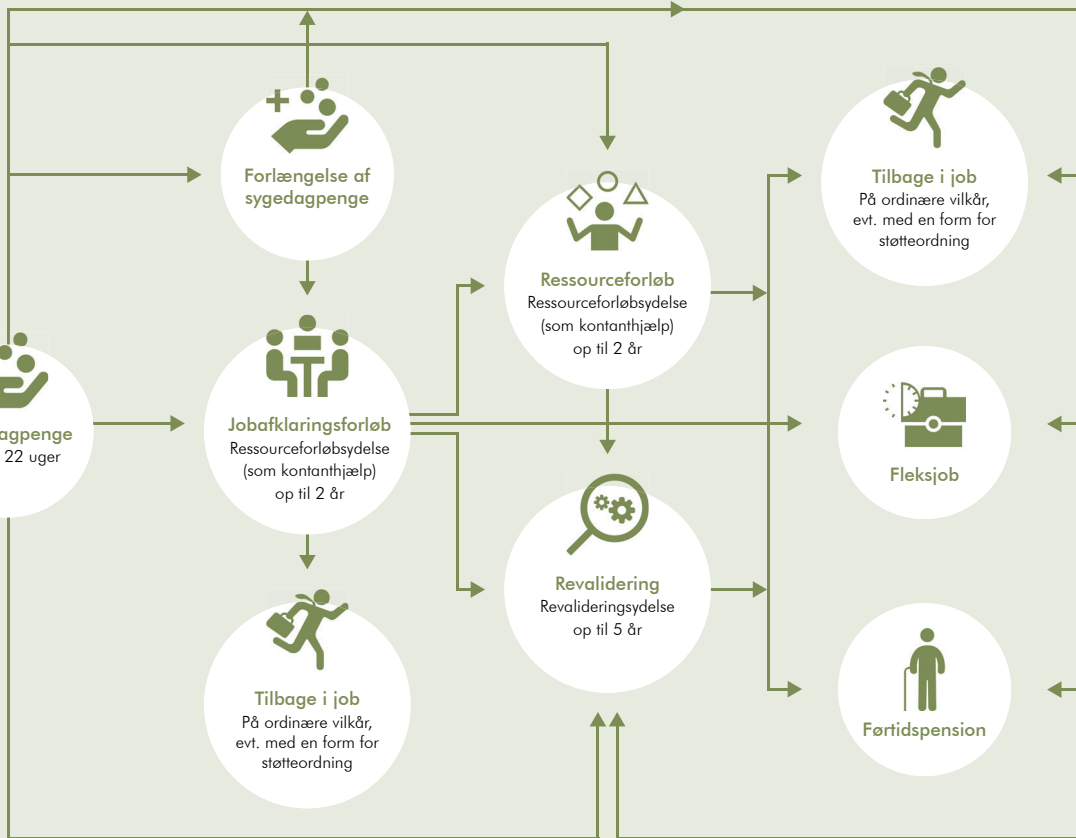 Forlængelse af
sygedagpenge
Tilbage i job
På ordinære vilkår,
evt. med en form for
støtteordning
Ressourceforløb
Ressourceforløbsydelse
(som kontanthjælp)
op til 2 år
agpenge
22 uger
Jobafklaringsforløb
Ressourceforløbsydelse
(som kontanthjælp)
op til 2 år
Fleksjob
Revalidering
Revalideringsydelse
op til 5 år
Tilbage i job
På ordinære vilkår,
evt. med en form for
støtteordning
Førtidspension